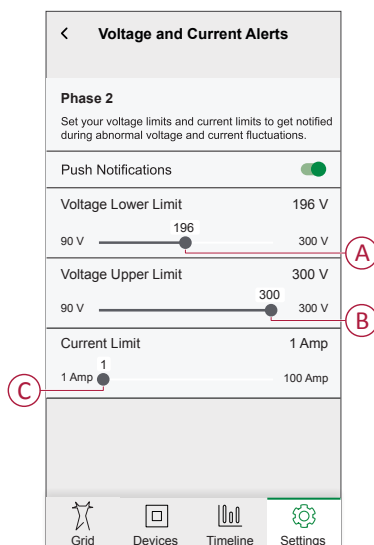 Voltage and Current Alerts
Phase 2
Set your voltage limits and current limits to get notified
during abnormal voltage and current fluctuations.
Push Notifications
Voltage Lower Limit 196 V
196
90 V 300 V
A
Voltage Upper Limit 300 V
300
90 V 300 V
B
Current Limit 1 Amp
1
1 Amp 100 Amp
C
Grid Devices Timeline Settings